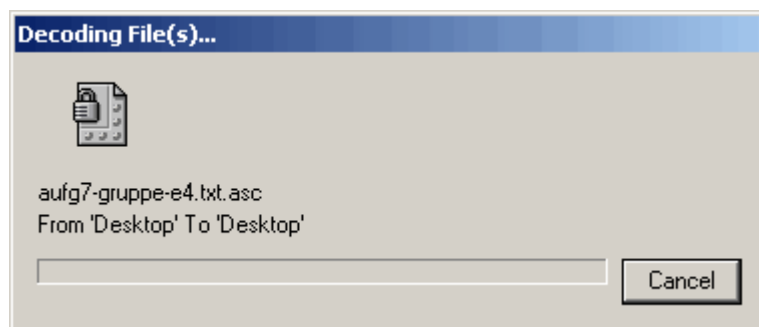 Decoding File(s)...
aufg7-gruppe-e4.txt.asc
From 'Desktop' To 'Desktop'
Cancel